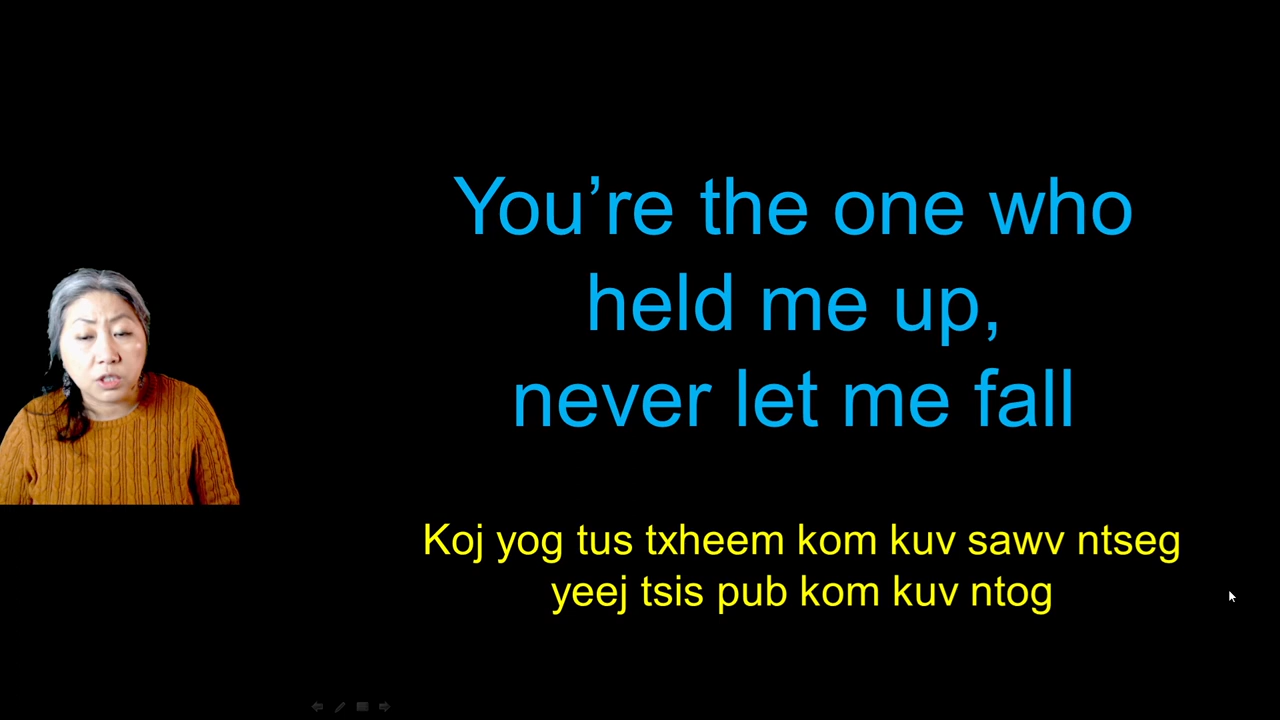 You’re the one who
held me up,
never let me fall
Koj yog tus txheem kom kuv sawv ntseg
yeej tsis pub kom kuv ntog